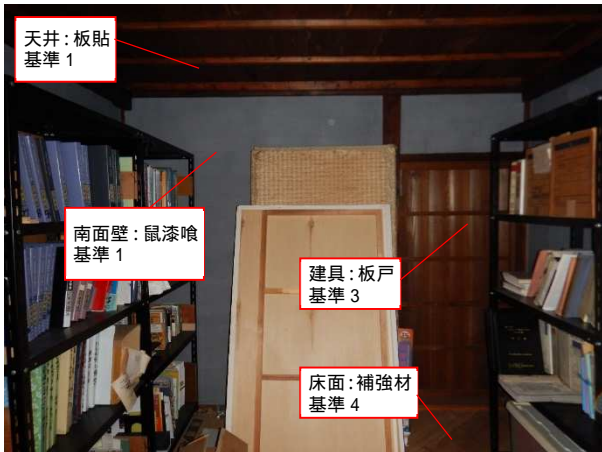 天井：板貼
基準１
南面壁：鼠漆喰
基準１
建具：板戸
基準３
床面：補強材
基準４